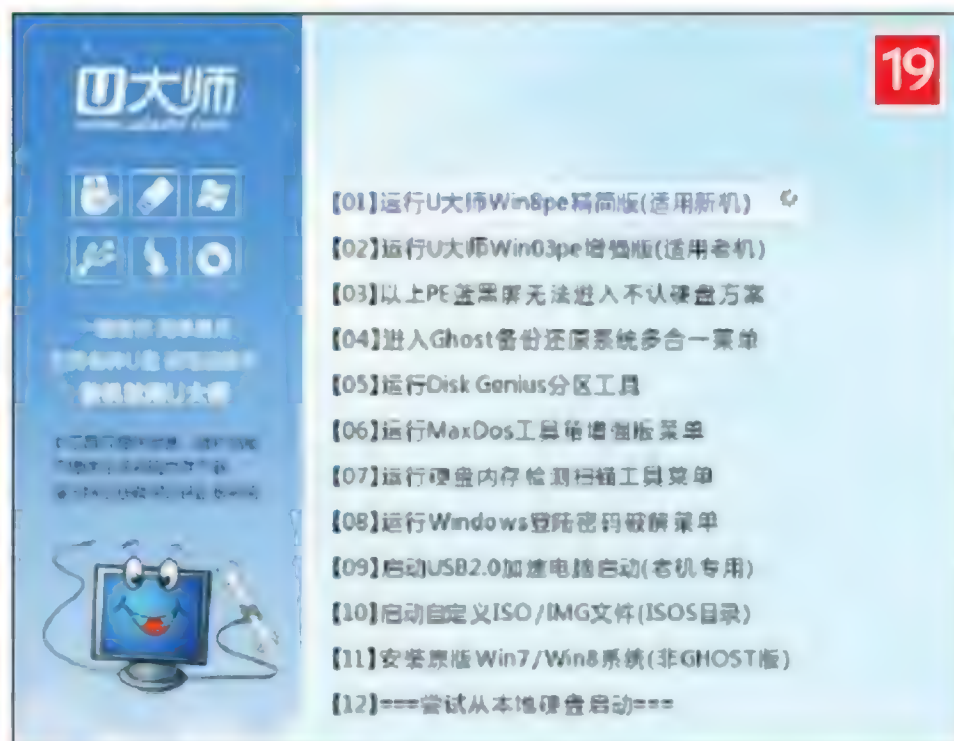 U大师
19
【01】运行U大师Win8pe精简版(适用新机)
【02】运行U大师Win03pe增强版(适用老机)
【03】以上PE蓝黑屏无法进入不认硬盘方案
【04】进入Ghost备份还原系统多合一菜单
【05】运行Disk Genius分区工具
【06】运行MaxDos工具箱增强版菜单
【07】运行硬盘内存检测扫描工具菜单
【08】运行Windows登陆密码破解菜单
【09】启动USB2.0加速电脑启动(老机专用)
【10】启动自定义ISO/IMG文件(ISOS目录)
【11】安装原版Win7/Win8系统(非GHOST版)
【12】===尝试从本地硬盘启动===